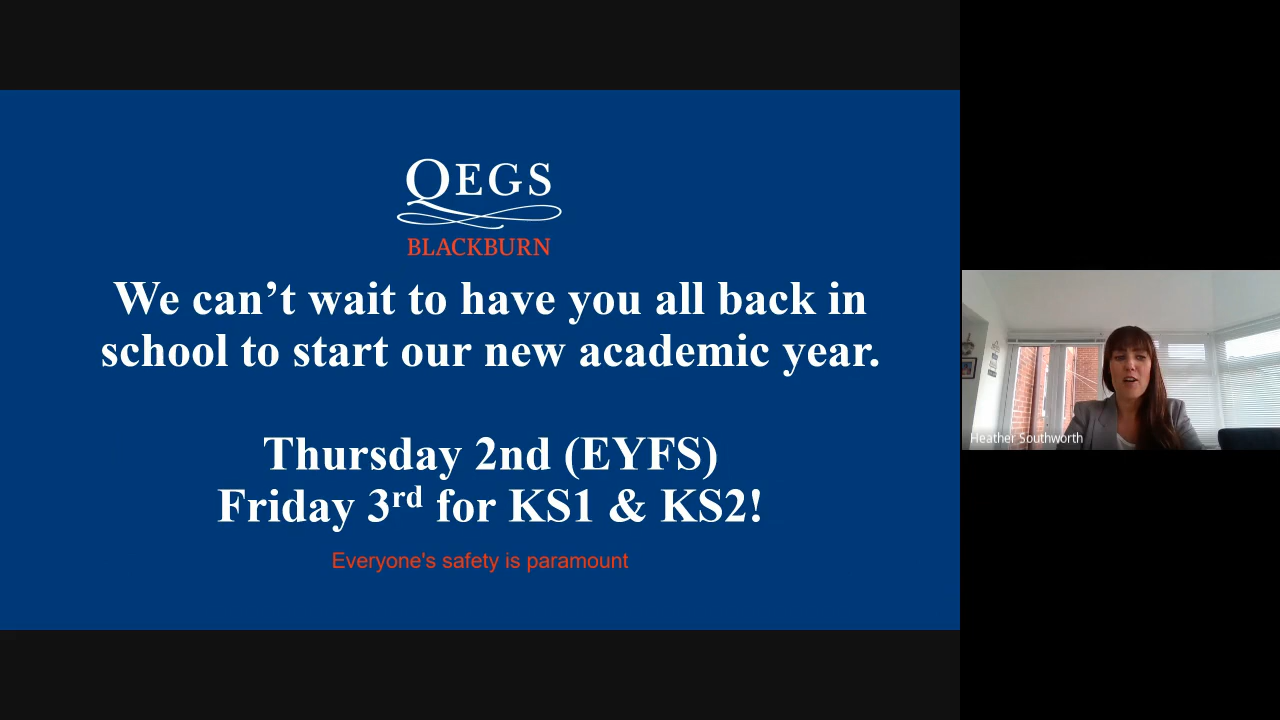 QEGS
BLACKBURN
We can’t wait to have you all back in
school to start our new academic year.
Thursday 2nd (EYFS)
Friday 3rd for KS1 & KS2!
Everyone's safety is paramount
Heather Southworth